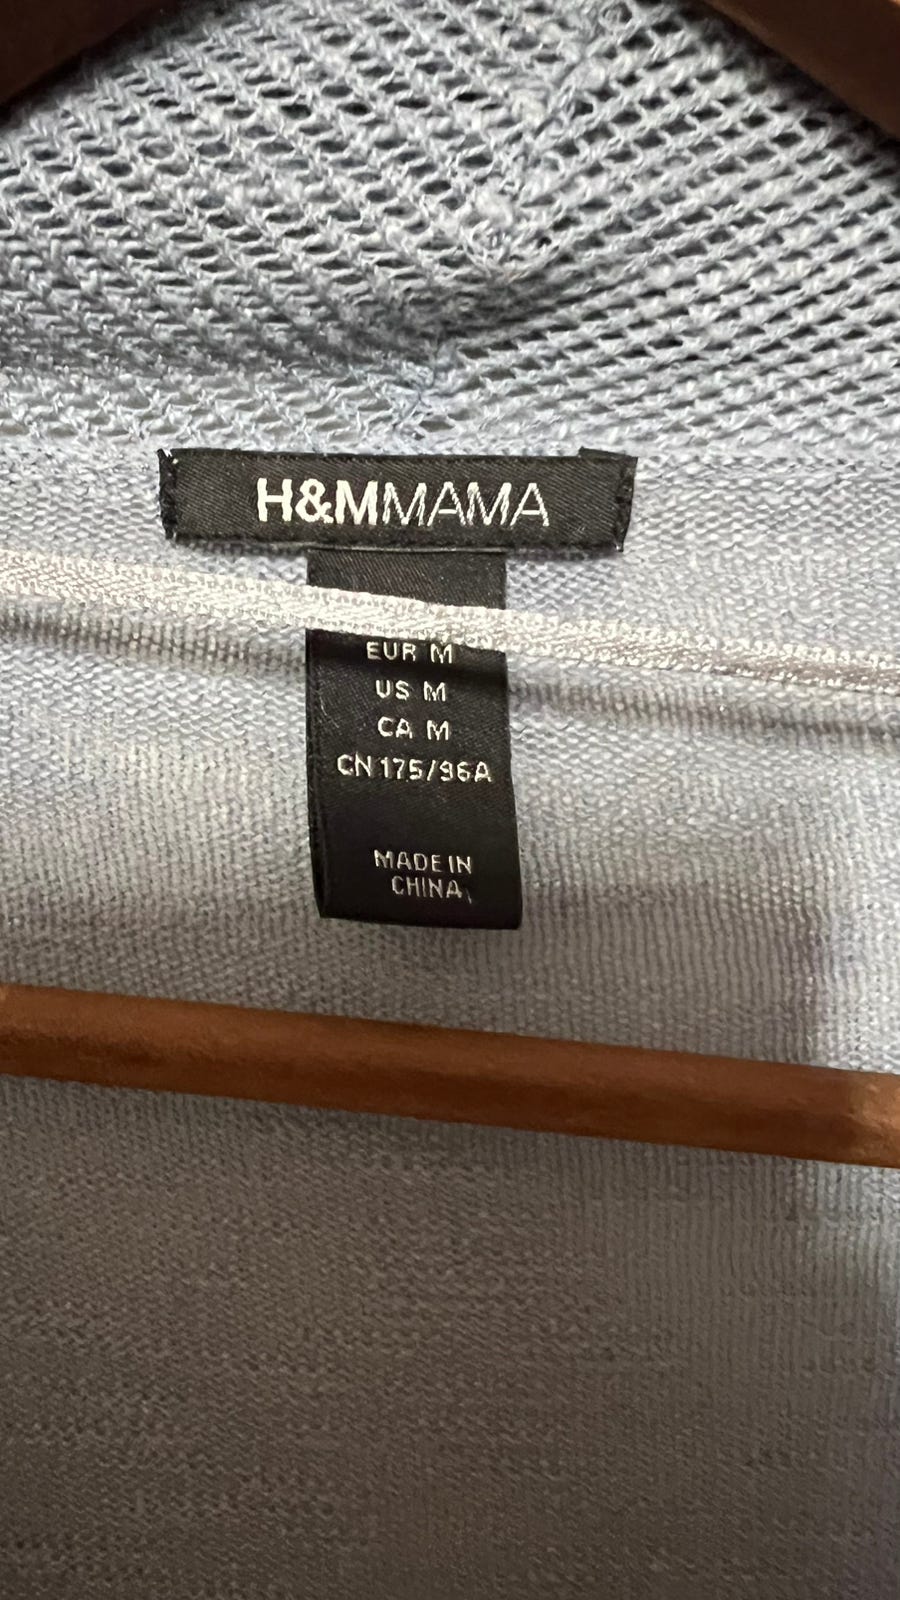 H&MMAMA
EUR M
US M
CA M
CN 175/96A
MADE IN
CHINA